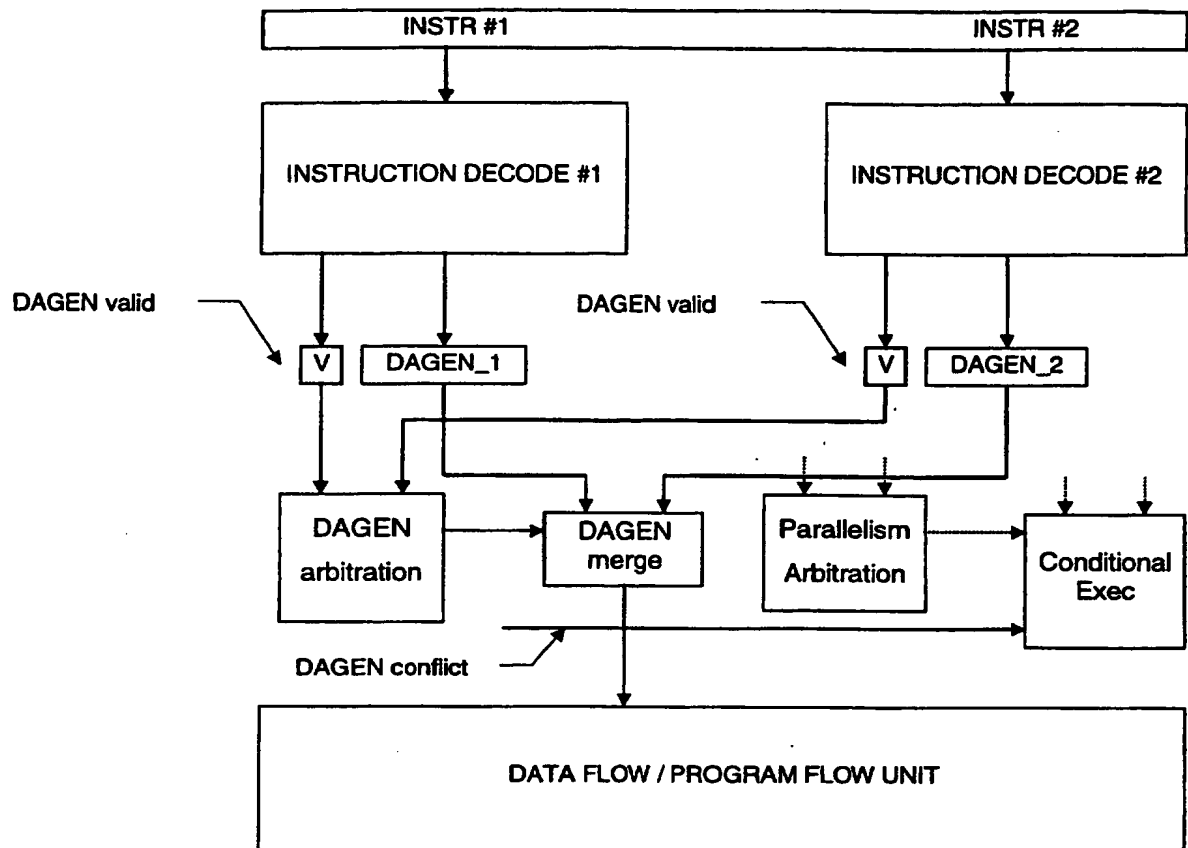 INSTR #1
INSTR #2
INSTRUCTION DECODE #1
INSTRUCTION DECODE #2
DAGEN valid
DAGEN valid
V
DAGEN_1
V
DAGEN_2
DAGEN
arbitration
DAGEN
merge
Parallelism
Arbitration
Conditional
Exec
DAGEN conflict
DATA FLOW / PROGRAM FLOW UNIT